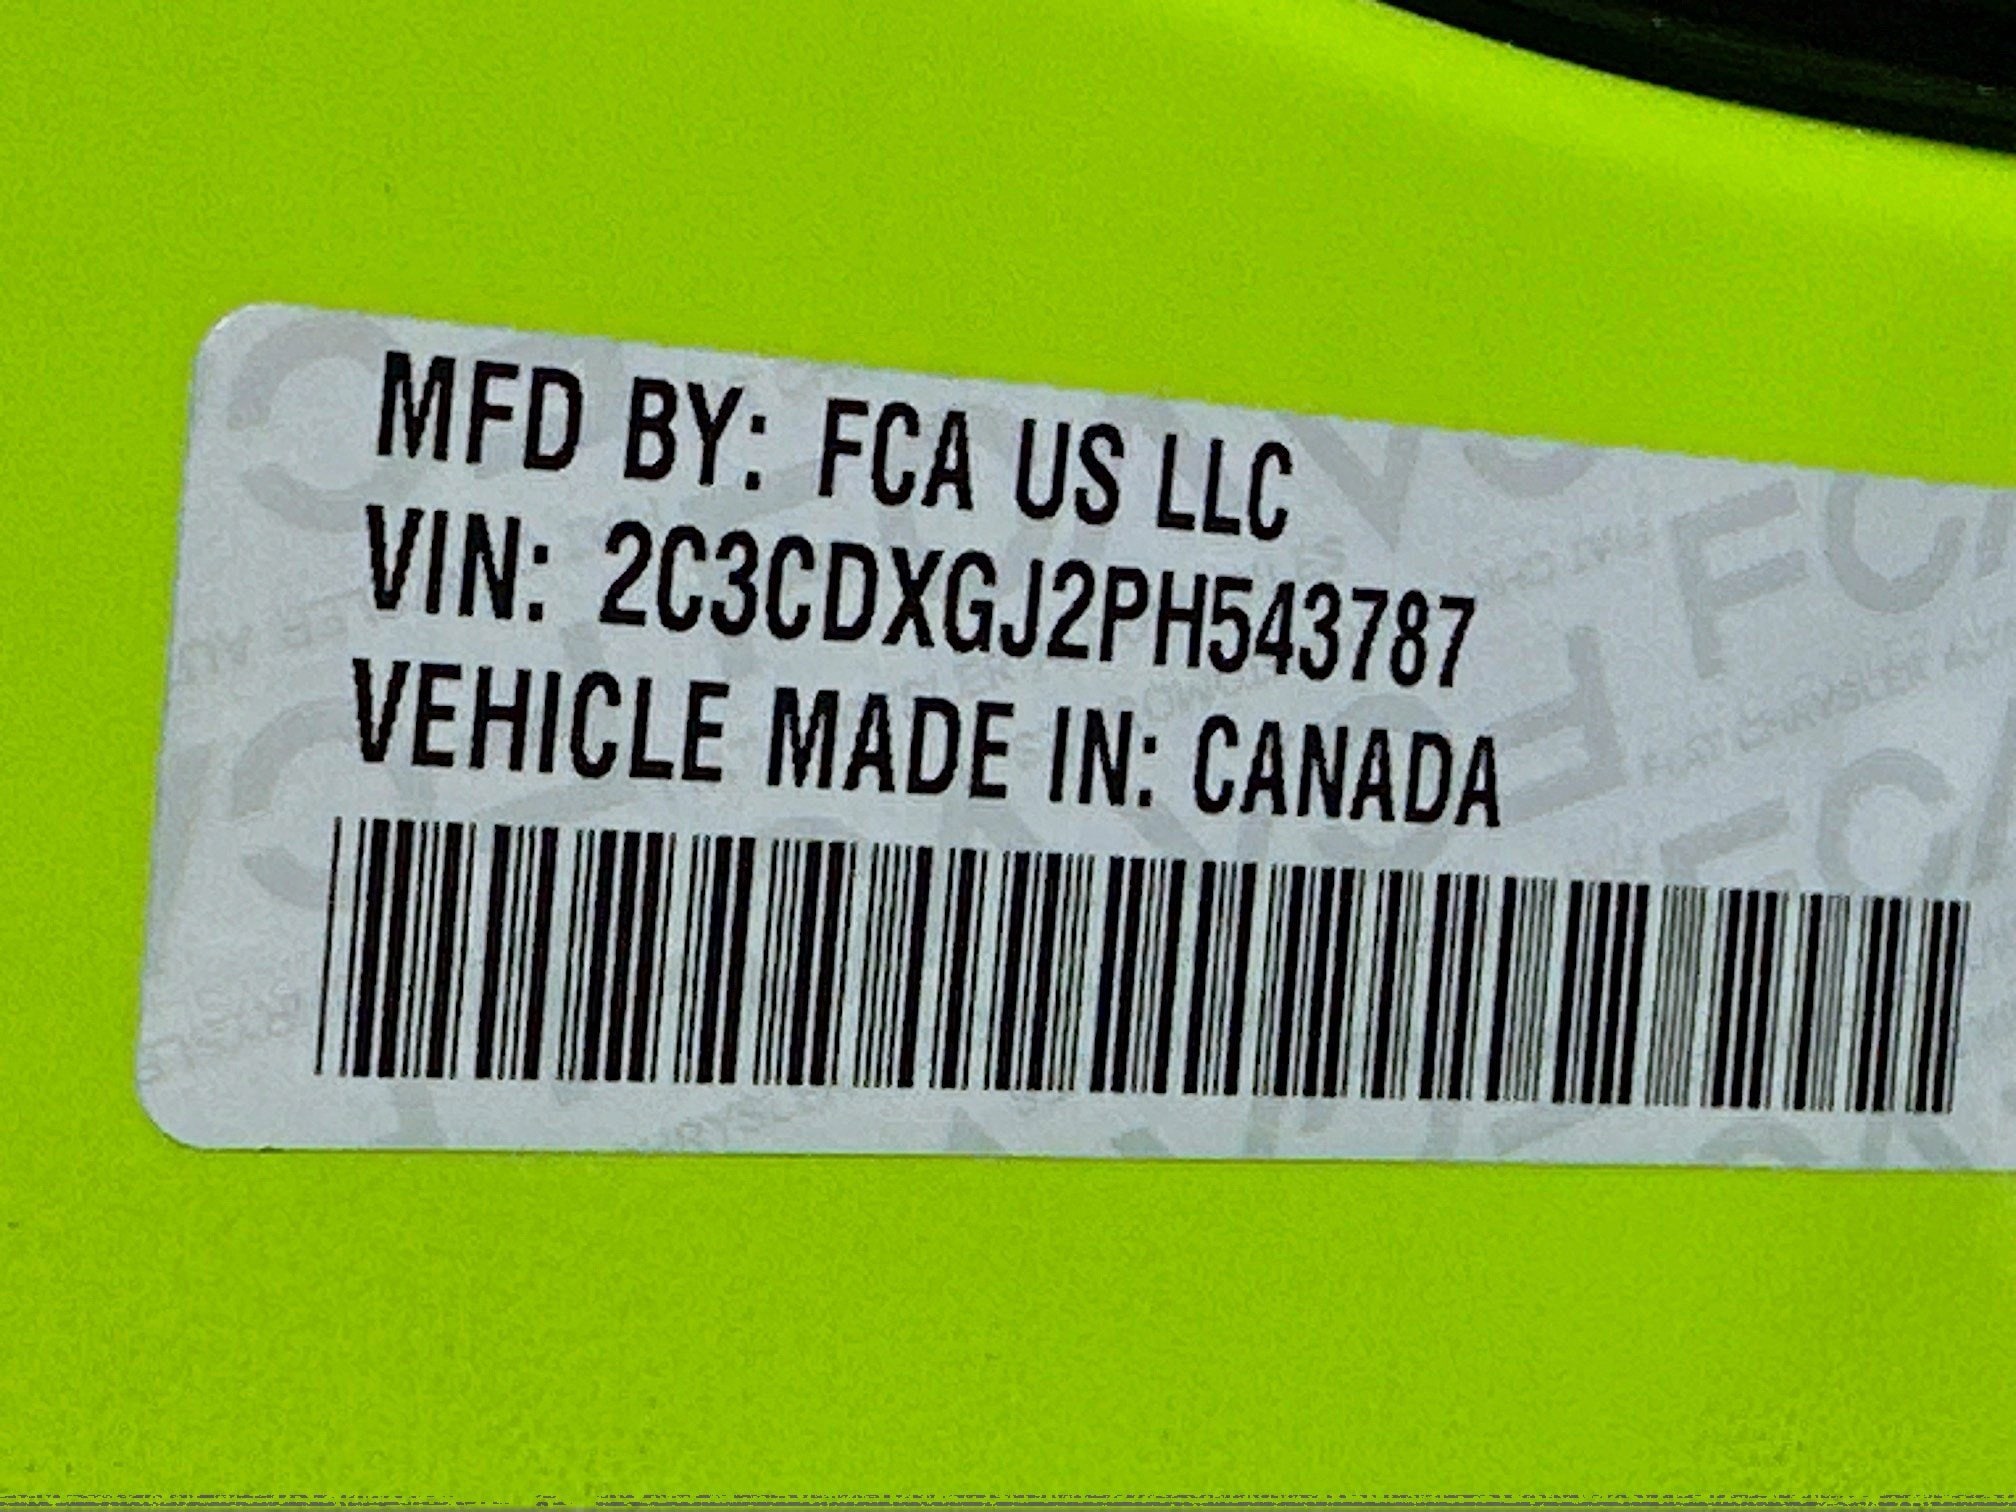 MFD BY: FCA US LLC
VIN: 2C3CDXGJ2PH543787
VEHICLE MADE IN: CANADA